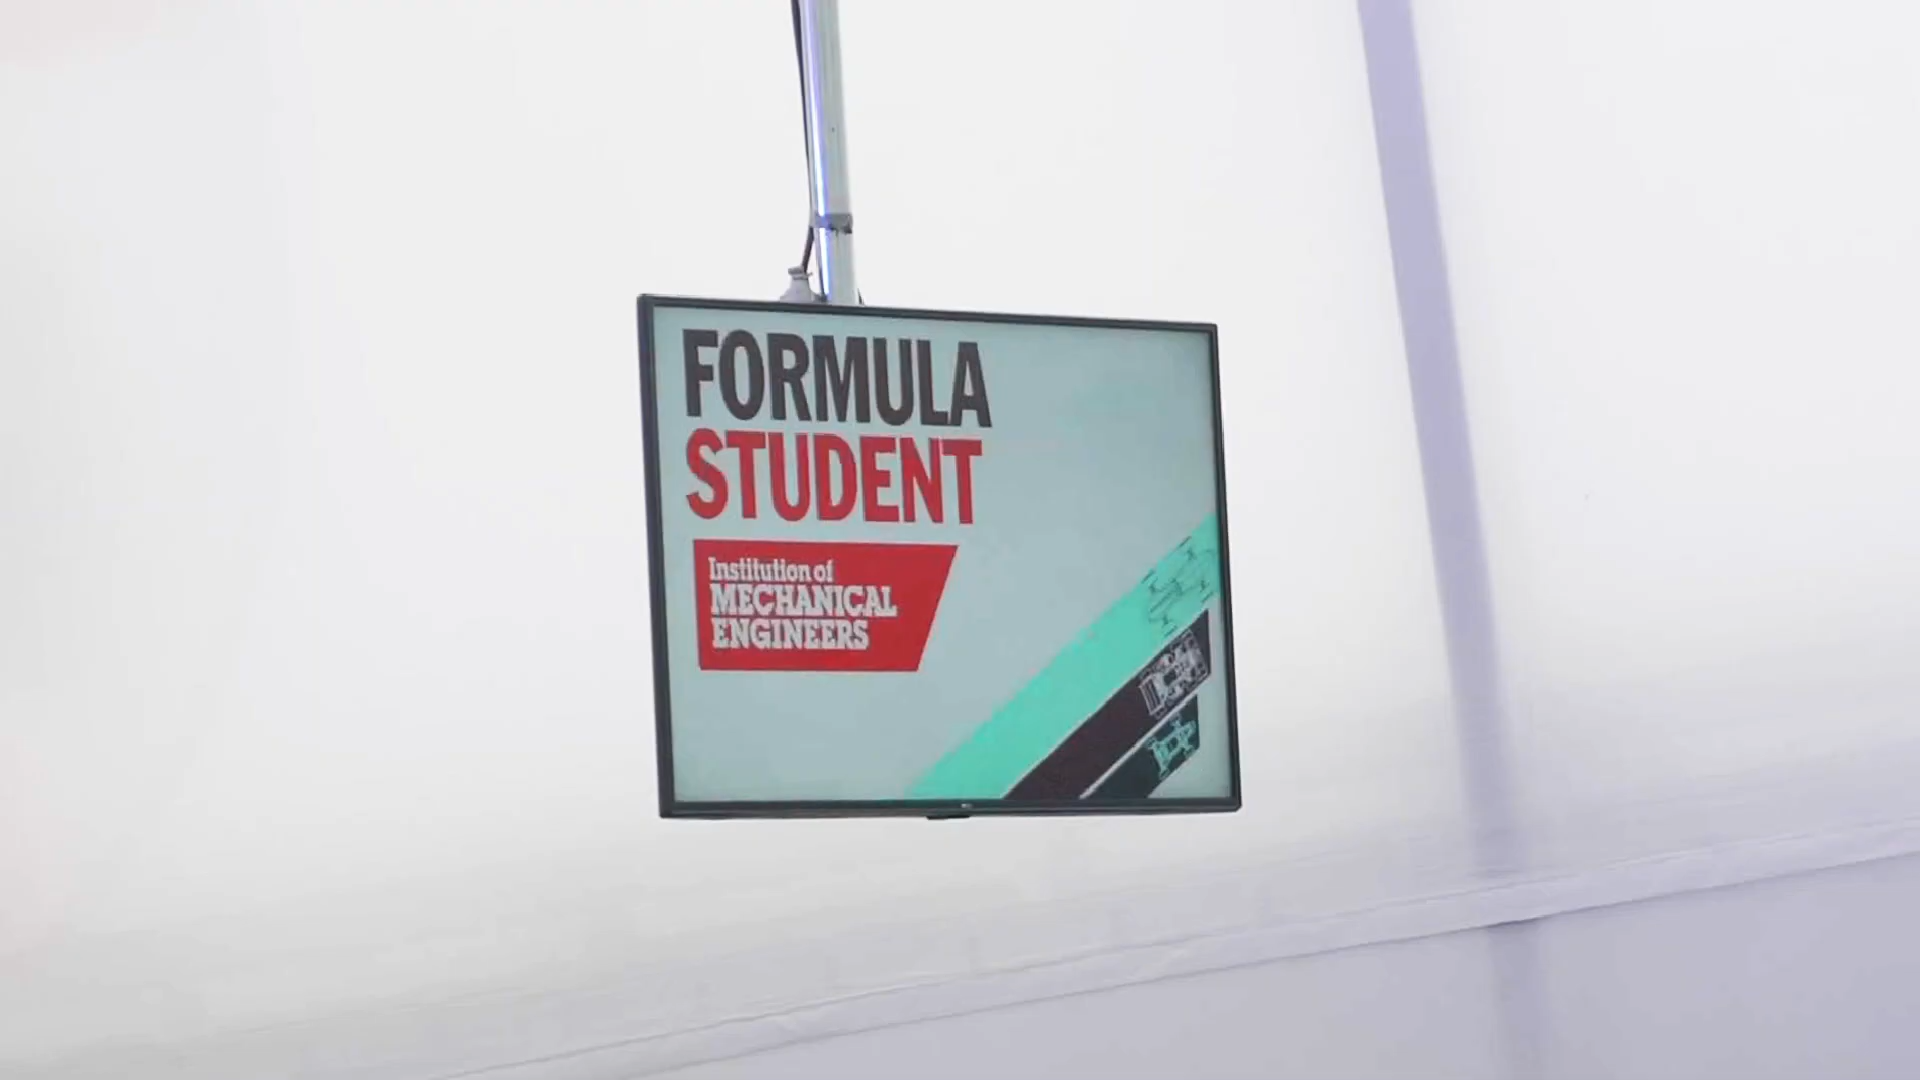 FORMULA
STUDENT
Institution of
MECHANICAL
ENGINEERS